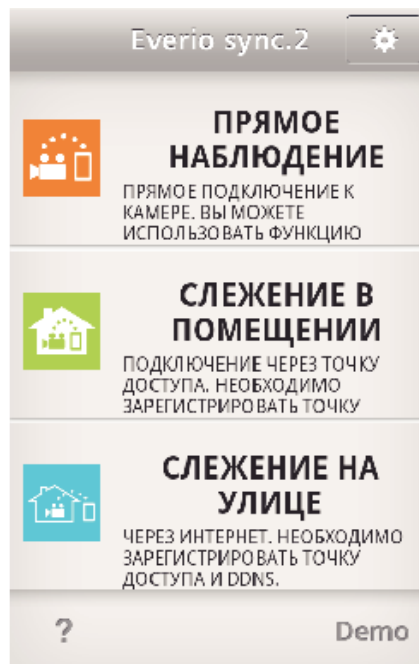 Everio sync.2
ПРЯМОЕ
НАБЛЮДЕНИЕ
ПРЯМОЕ ПОДКЛЮЧЕНИЕ К
КАМЕРЕ. ВЫ МОЖЕТЕ
ИСПОЛЬЗОВАТЬ ФУНКЦИЮ
СЛЕЖЕНИЕ В
ПОМЕЩЕНИИ
ПОДКЛЮЧЕНИЕ ЧЕРЕЗ ТОЧКУ
ДОСТУПА. НЕОБХОДИМО
ЗАРЕГИСТРИРОВАТЬ ТОЧКУ
СЛЕЖЕНИЕ НА
УЛИЦЕ
ЧЕРЕЗ ИНТЕРНЕТ. НЕОБХОДИМО
ЗАРЕГИСТРИРОВАТЬ ТОЧКУ
ДОСТУПА И DDNS.
? Demo